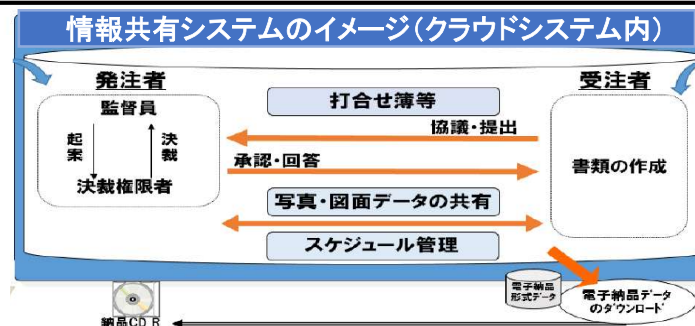 情報共有システムのイメージ（クラウドシステム内）
発注者
監督員
起案
決裁
決裁権限者
打合せ簿等
協議・提出
承認・回答
写真・図面データの共有
スケジュール管理
受注者
書類の作成
電子納品
形式データ
電子納品データ
のダウンロード
納品CD R